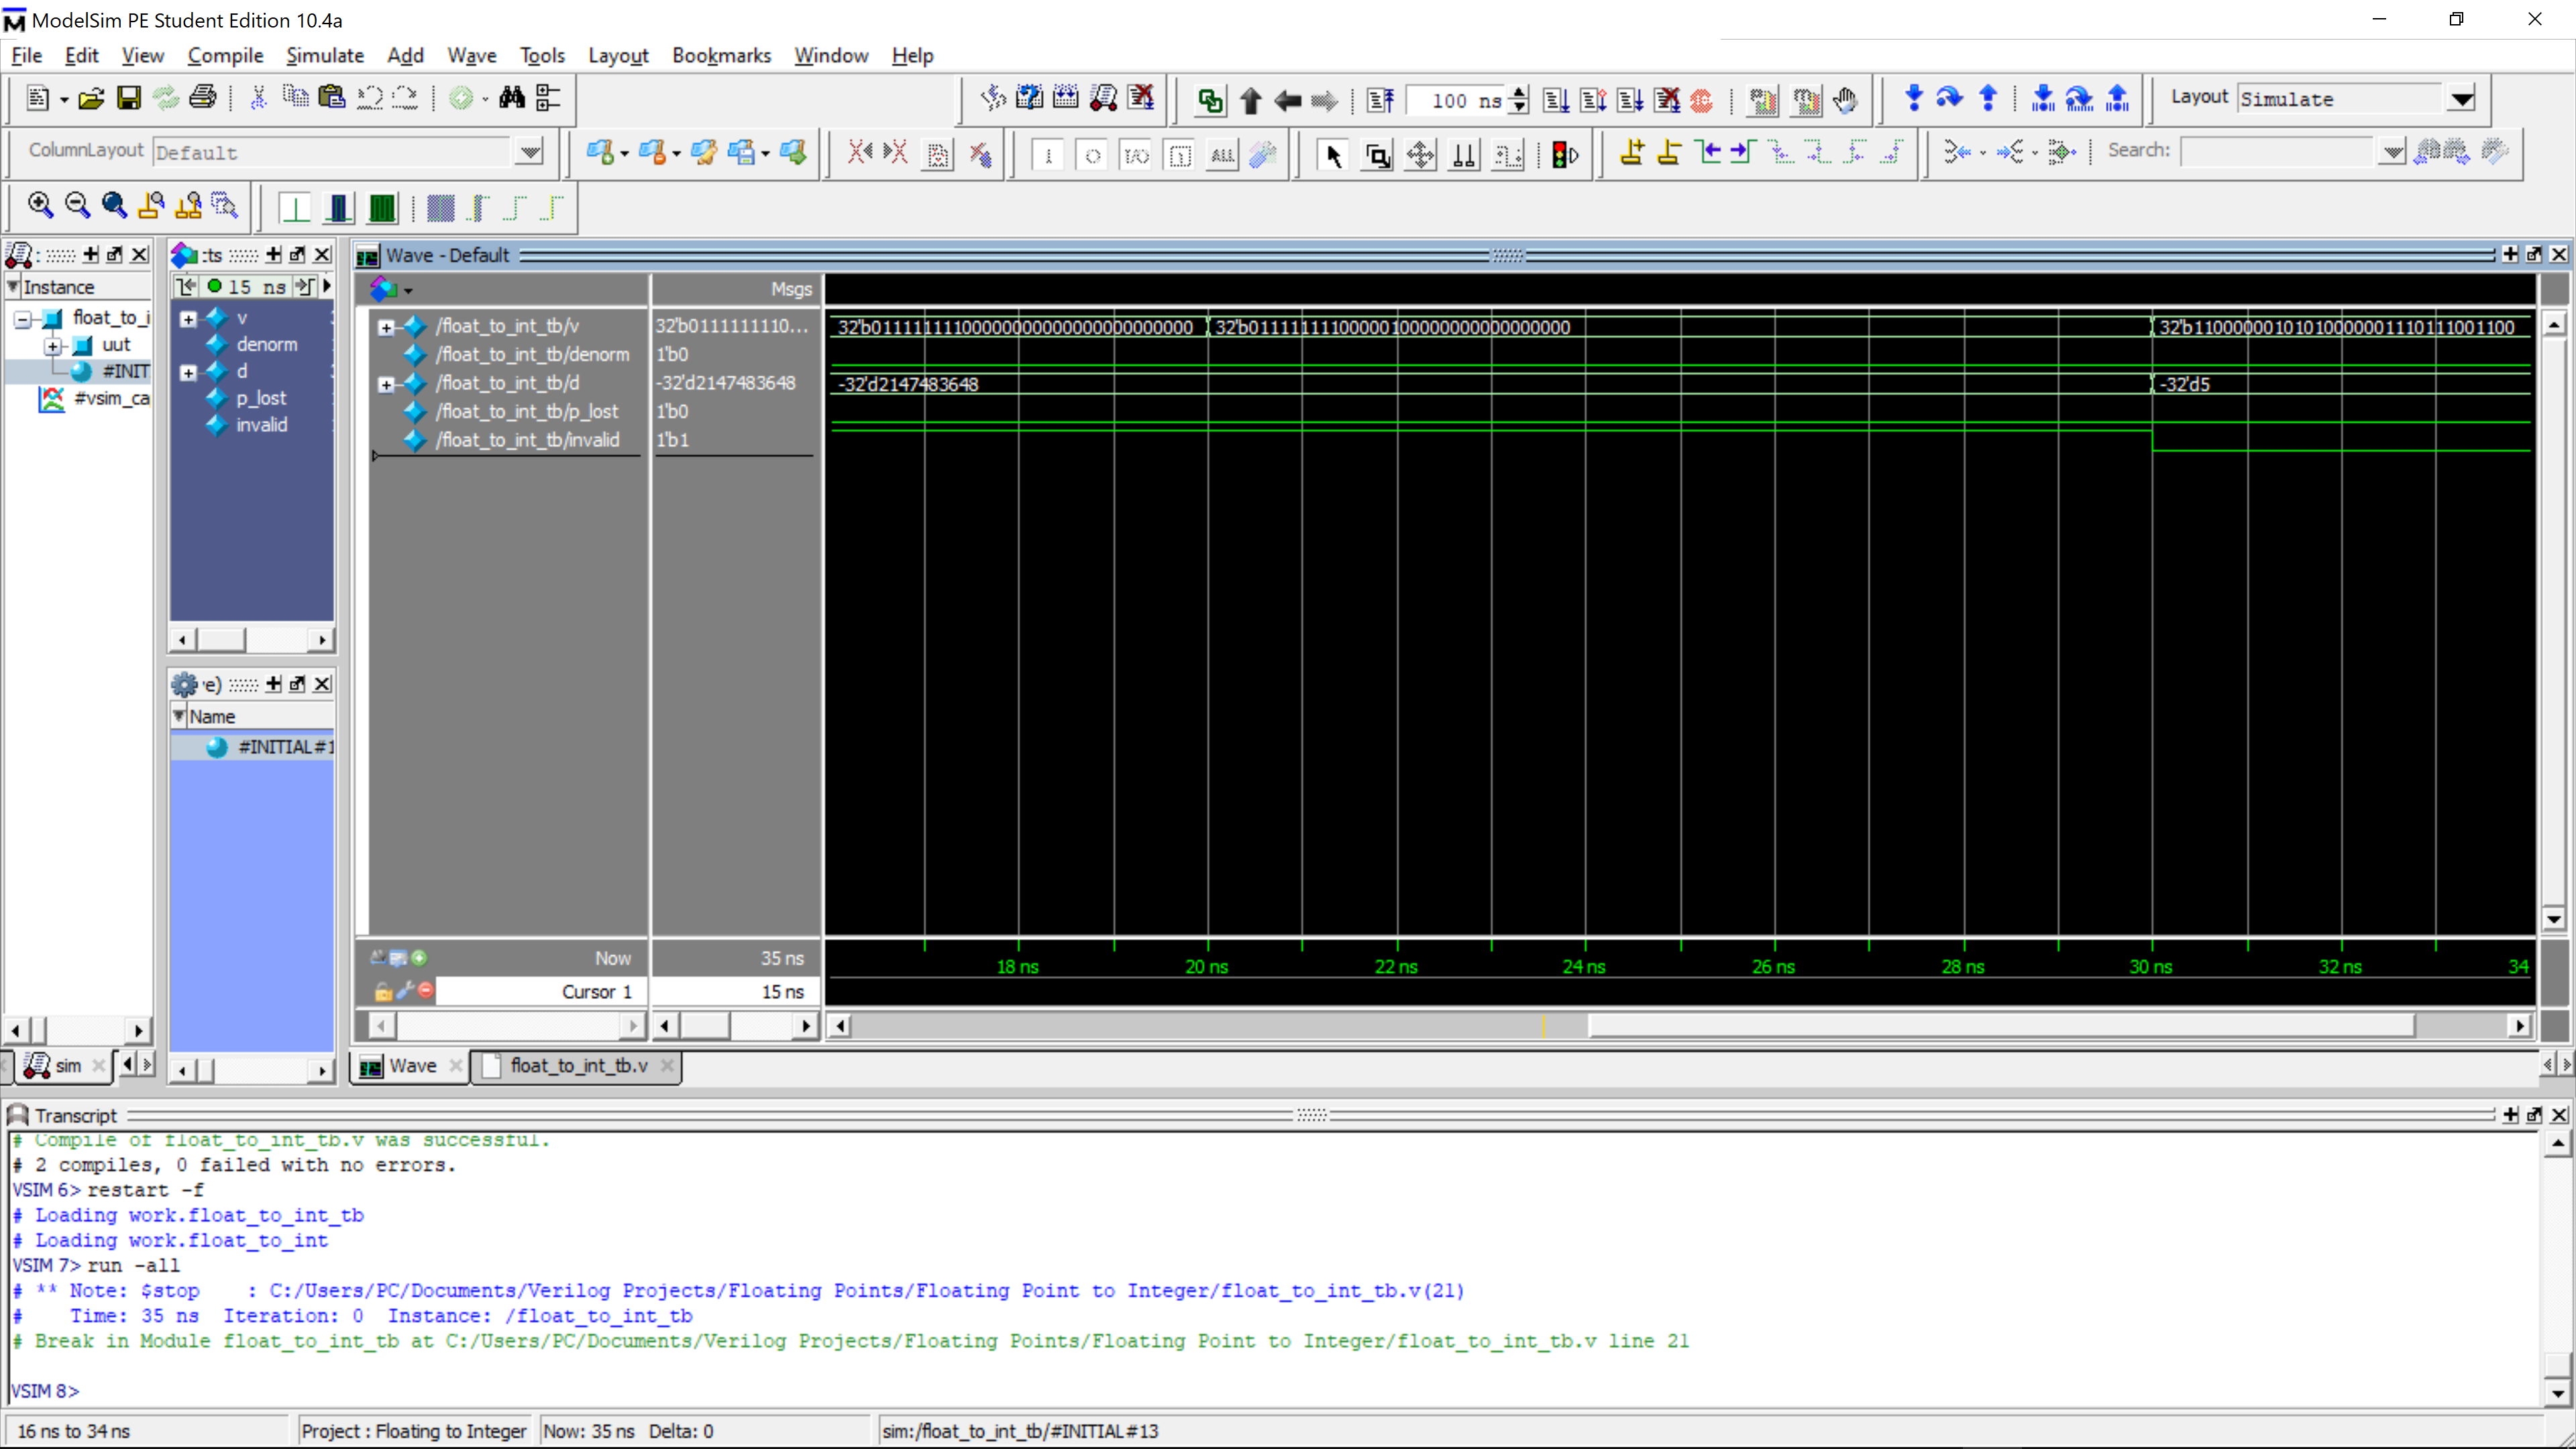 ModelSim PE Student Edition 10.4a
File Edit View Compile Simulate Add Wave Tools Layout Bookmarks Window Help
100 ns
Layout Simulate
ColumnLayout Default
ALL
Search:
:ts
Wave - Default
Instance
15 ns
Msgs
float_to_i
uut
#INIT
#vsim_ca
v
denorm
d
p_lost
invalid
/float_to_int_tb/v 32'b0111111110...
/float_to_int_tb/denorm 1'b0
/float_to_int_tb/d -32'd2147483648
/float_to_int_tb/p_lost 1'b0
/float_to_int_tb/invalid 1'b1
32'b01111111100000000000000000000000 32'b01111111100000100000000000000000 32'b11000000101010000001110111001100
-32'd2147483648 -32'd5
're)
Name
#INITIAL#1
Now 35 ns
Cursor 1 15 ns
18 ns 20 ns 22 ns 24 ns 26 ns 28 ns 30 ns 32 ns 34
sim
Wave float_to_int_tb.v
Transcript
# Compile of float_to_int_tb.v was successful.
# 2 compiles, 0 failed with no errors.
VSIM 6> restart -f
# Loading work.float_to_int_tb
# Loading work.float_to_int
VSIM 7> run -all
# ** Note: $stop    : C:/Users/PC/Documents/Verilog Projects/Floating Points/Floating Point to Integer/float_to_int_tb.v(21)
#    Time: 35 ns  Iteration: 0  Instance: /float_to_int_tb
# Break in Module float_to_int_tb at C:/Users/PC/Documents/Verilog Projects/Floating Points/Floating Point to Integer/float_to_int_tb.v line 21
VSIM 8>
16 ns to 34 ns Project : Floating to Integer Now: 35 ns Delta: 0 sim:/float_to_int_tb/#INITIAL#13